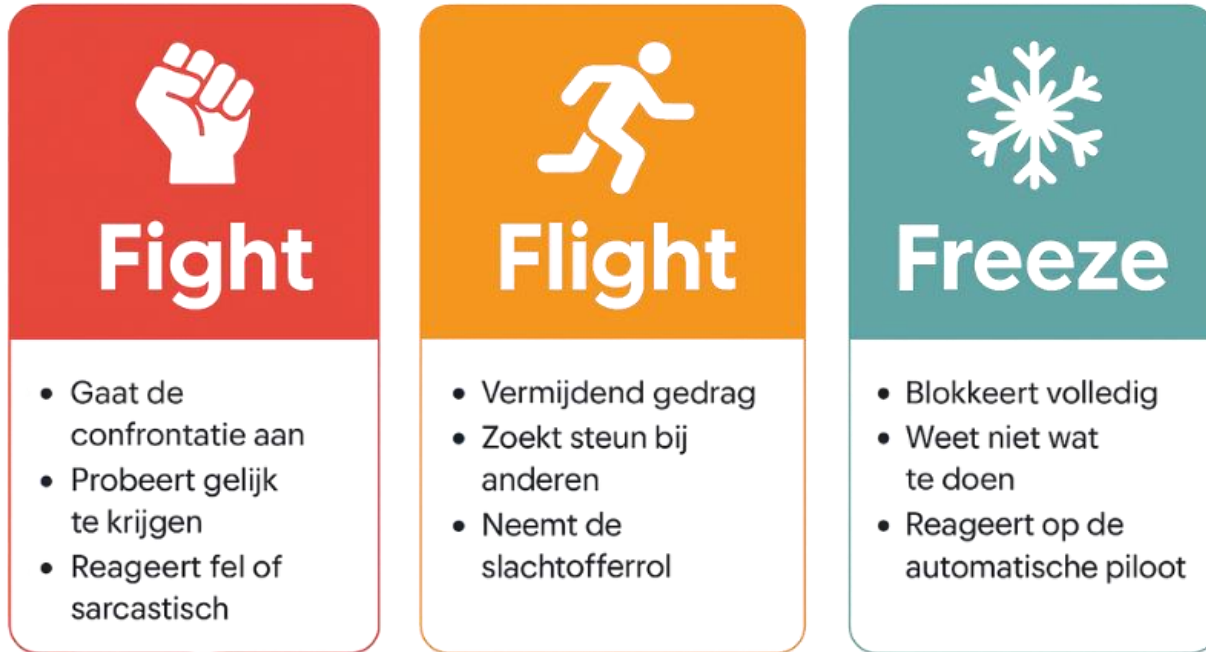 Fight
• Gaat de
confrontatie aan
• Probeert gelijk
te krijgen
• Reageert fel of
sarcastisch
Flight
• Vermijdend gedrag
• Zoekt steun bij
anderen
• Neemt de
slachtofferrol
Freeze
• Blokkeert volledig
• Weet niet wat
te doen
• Reageert op de
automatische piloot